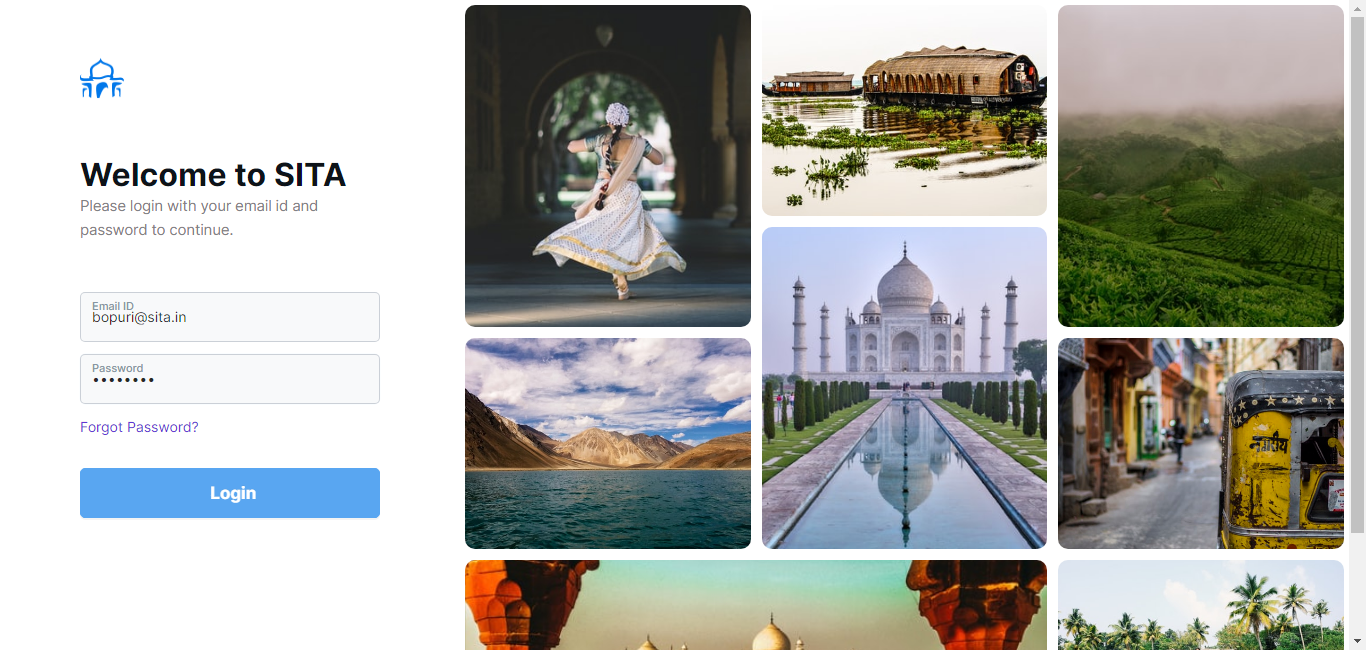 Welcome to SITA
Please login with your email id and
password to continue.
Email ID
bopuri@sita.in
Password
••••••••
Forgot Password?
Login